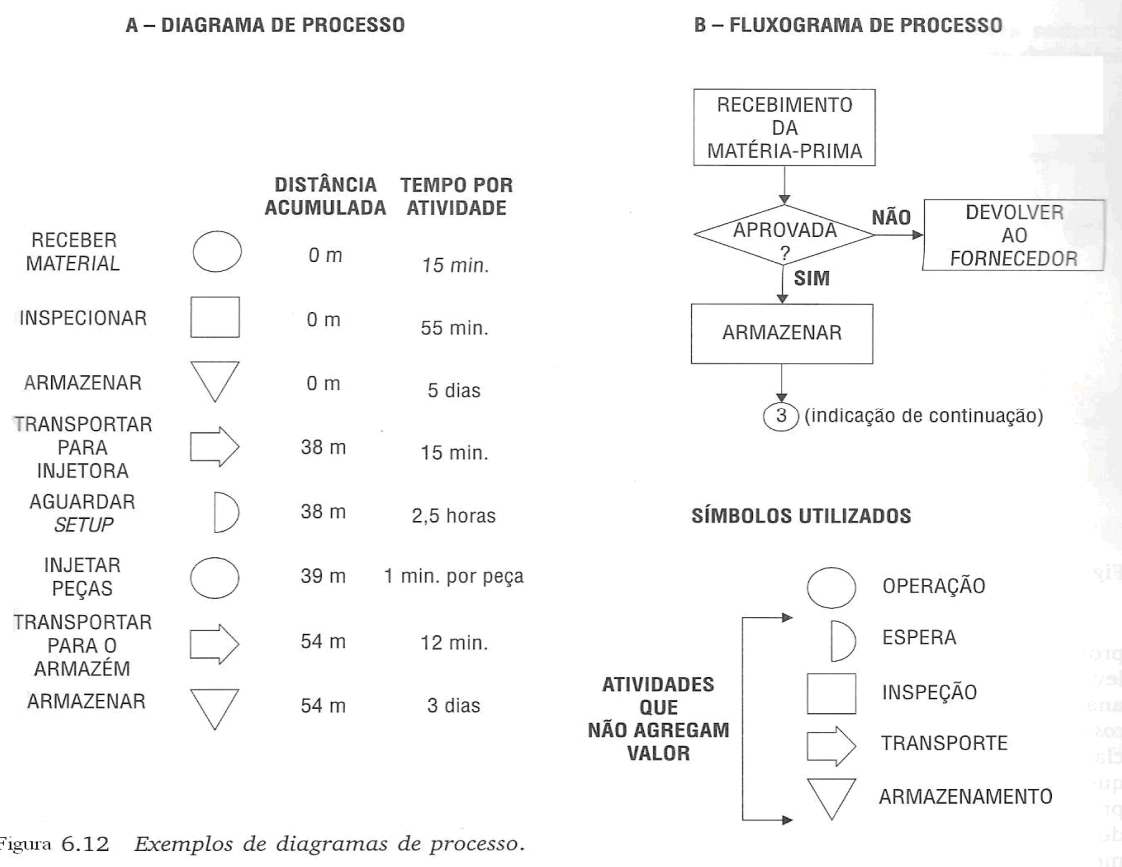 A – DIAGRAMA DE PROCESSO
DISTÂNCIA ACUMULADA TEMPO POR ATIVIDADE
RECEBER MATERIAL 0 m 15 min.
INSPECIONAR 0 m 55 min.
ARMAZENAR 0 m 5 dias
TRANSPORTAR PARA INJETORA 38 m 15 min.
AGUARDAR SETUP 38 m 2,5 horas
INJETAR PEÇAS 39 m 1 min. por peça
TRANSPORTAR PARA O ARMAZÉM 54 m 12 min.
ARMAZENAR 54 m 3 dias
B – FLUXOGRAMA DE PROCESSO
RECEBIMENTO
DA
MATÉRIA-PRIMA
APROVADA
?
NÃO
DEVOLVER
AO
FORNECEDOR
SIM
ARMAZENAR
3 (indicação de continuação)
SÍMBOLOS UTILIZADOS
OPERAÇÃO
ESPERA
INSPEÇÃO
TRANSPORTE
ARMAZENAMENTO
ATIVIDADES
QUE
NÃO AGREGAM
VALOR
Figura 6.12 Exemplos de diagramas de processo.